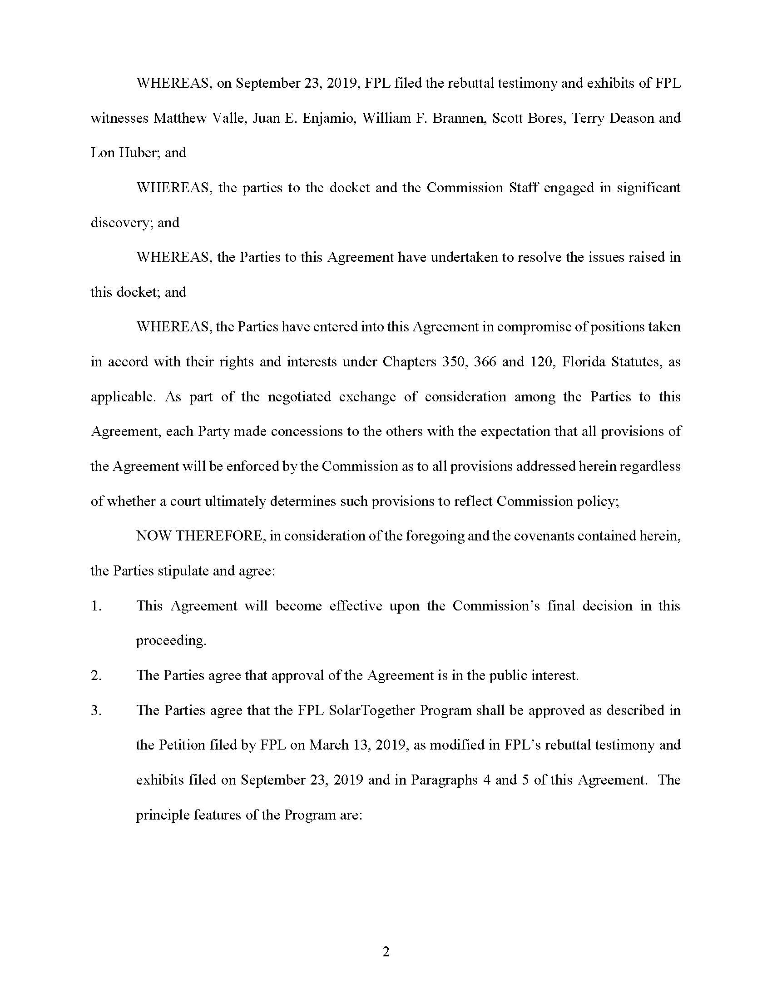 WHEREAS, on September 23, 2019, FPL filed the rebuttal testimony and exhibits of FPL
witnesses Matthew Valle, Juan E. Enjamio, William F. Brannen, Scott Bores, Terry Deason and
Lon Huber; and
WHEREAS, the parties to the docket and the Commission Staff engaged in significant
discovery; and
WHEREAS, the Parties to this Agreement have undertaken to resolve the issues raised in
this docket; and
WHEREAS, the Parties have entered into this Agreement in compromise of positions taken
in accord with their rights and interests under Chapters 350, 366 and 120, Florida Statutes, as
applicable. As part of the negotiated exchange of consideration among the Parties to this
Agreement, each Party made concessions to the others with the expectation that all provisions of
the Agreement will be enforced by the Commission as to all provisions addressed herein regardless
of whether a court ultimately determines such provisions to reflect Commission policy;
NOW THEREFORE, in consideration of the foregoing and the covenants contained herein,
the Parties stipulate and agree:
1. This Agreement will become effective upon the Commission’s final decision in this
proceeding.
2. The Parties agree that approval of the Agreement is in the public interest.
3. The Parties agree that the FPL SolarTogether Program shall be approved as described in
the Petition filed by FPL on March 13, 2019, as modified in FPL’s rebuttal testimony and
exhibits filed on September 23, 2019 and in Paragraphs 4 and 5 of this Agreement. The
principle features of the Program are:
2